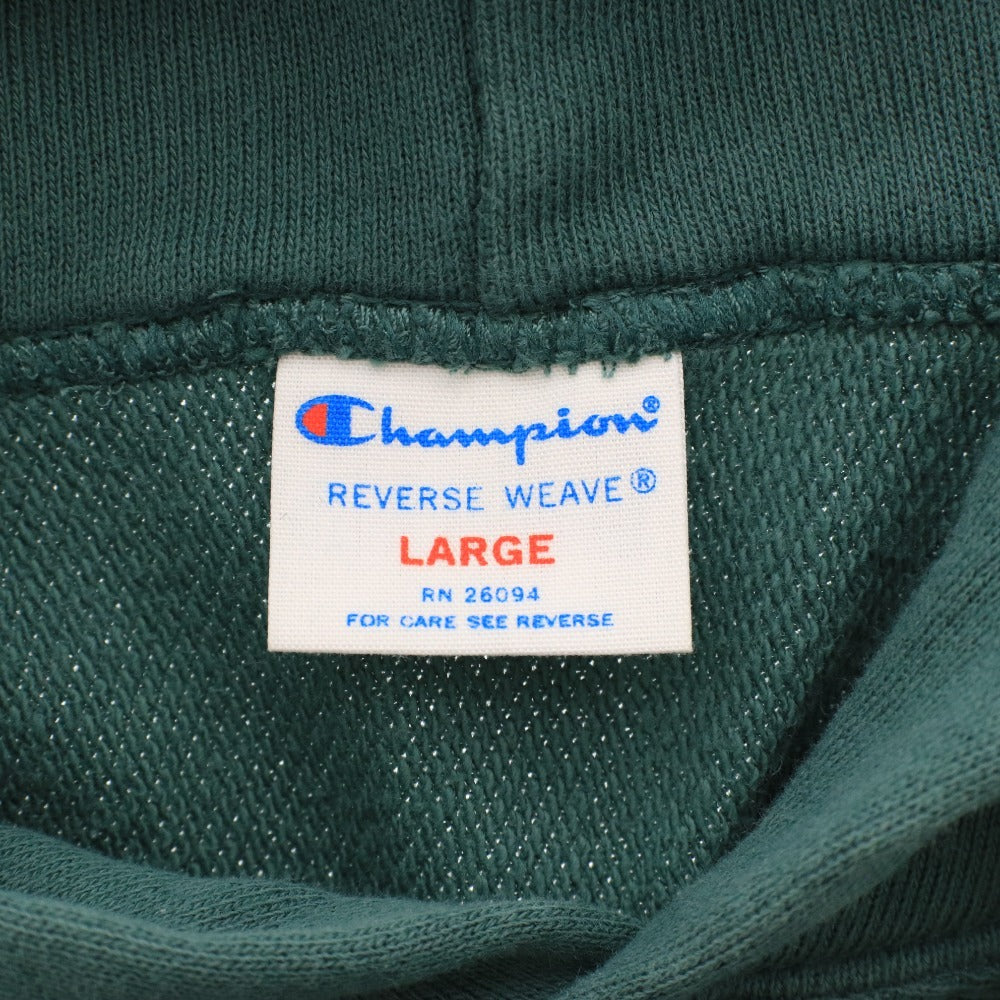 Champion®
REVERSE WEAVE®
LARGE
RN 26094
FOR CARE SEE REVERSE